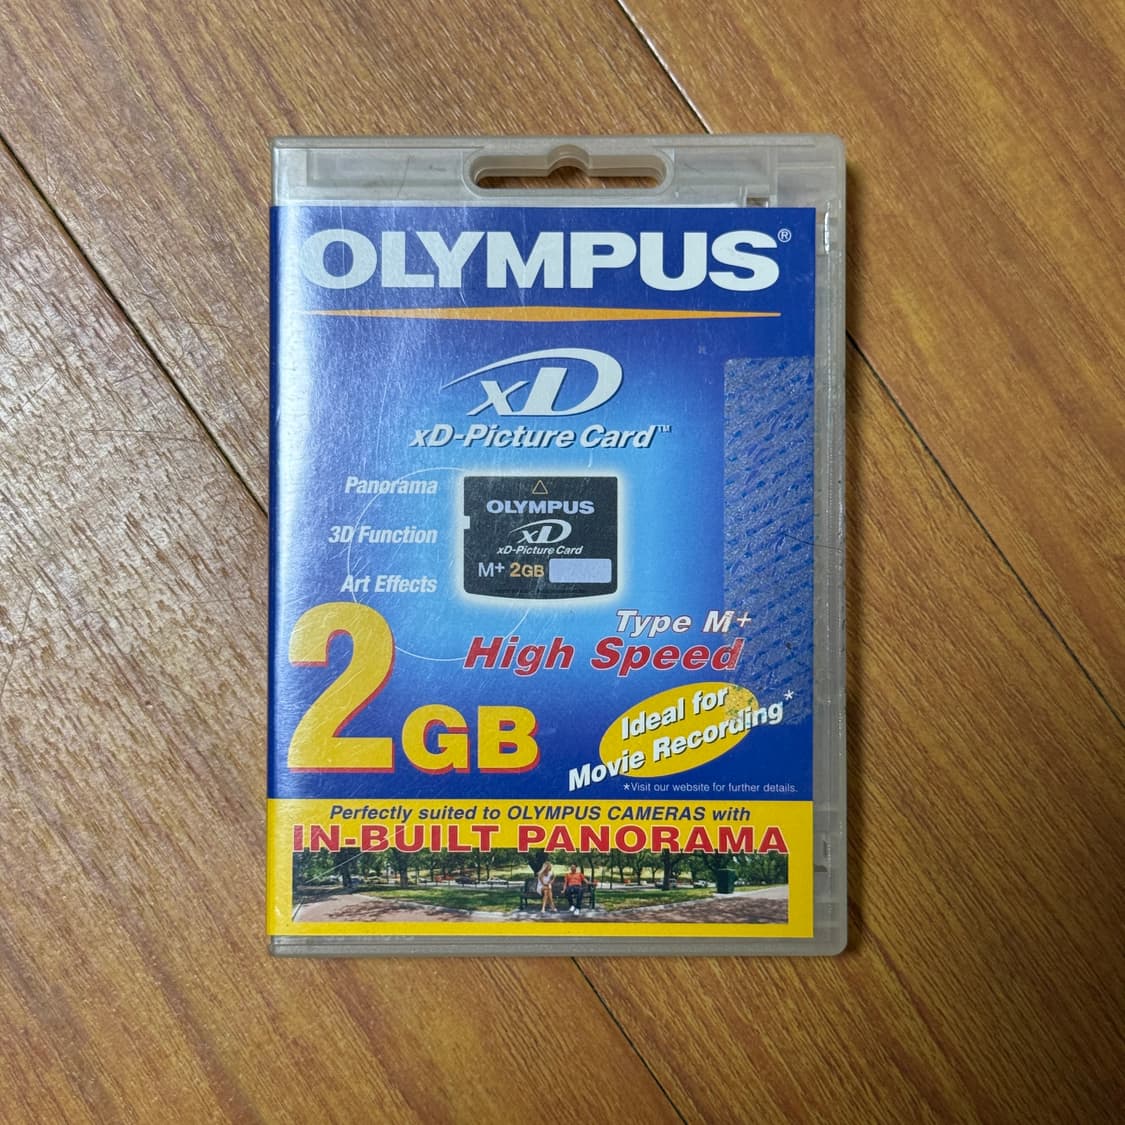 OLYMPUS®
xD
xD-Picture Card™
Panorama
3D Function
Art Effects
OLYMPUS
xD
xD-Picture Card
M+ 2GB
Type M+
High Speed
2GB
Ideal for
Movie Recording*
*Visit our website for further details.
Perfectly suited to OLYMPUS CAMERAS with
IN-BUILT PANORAMA